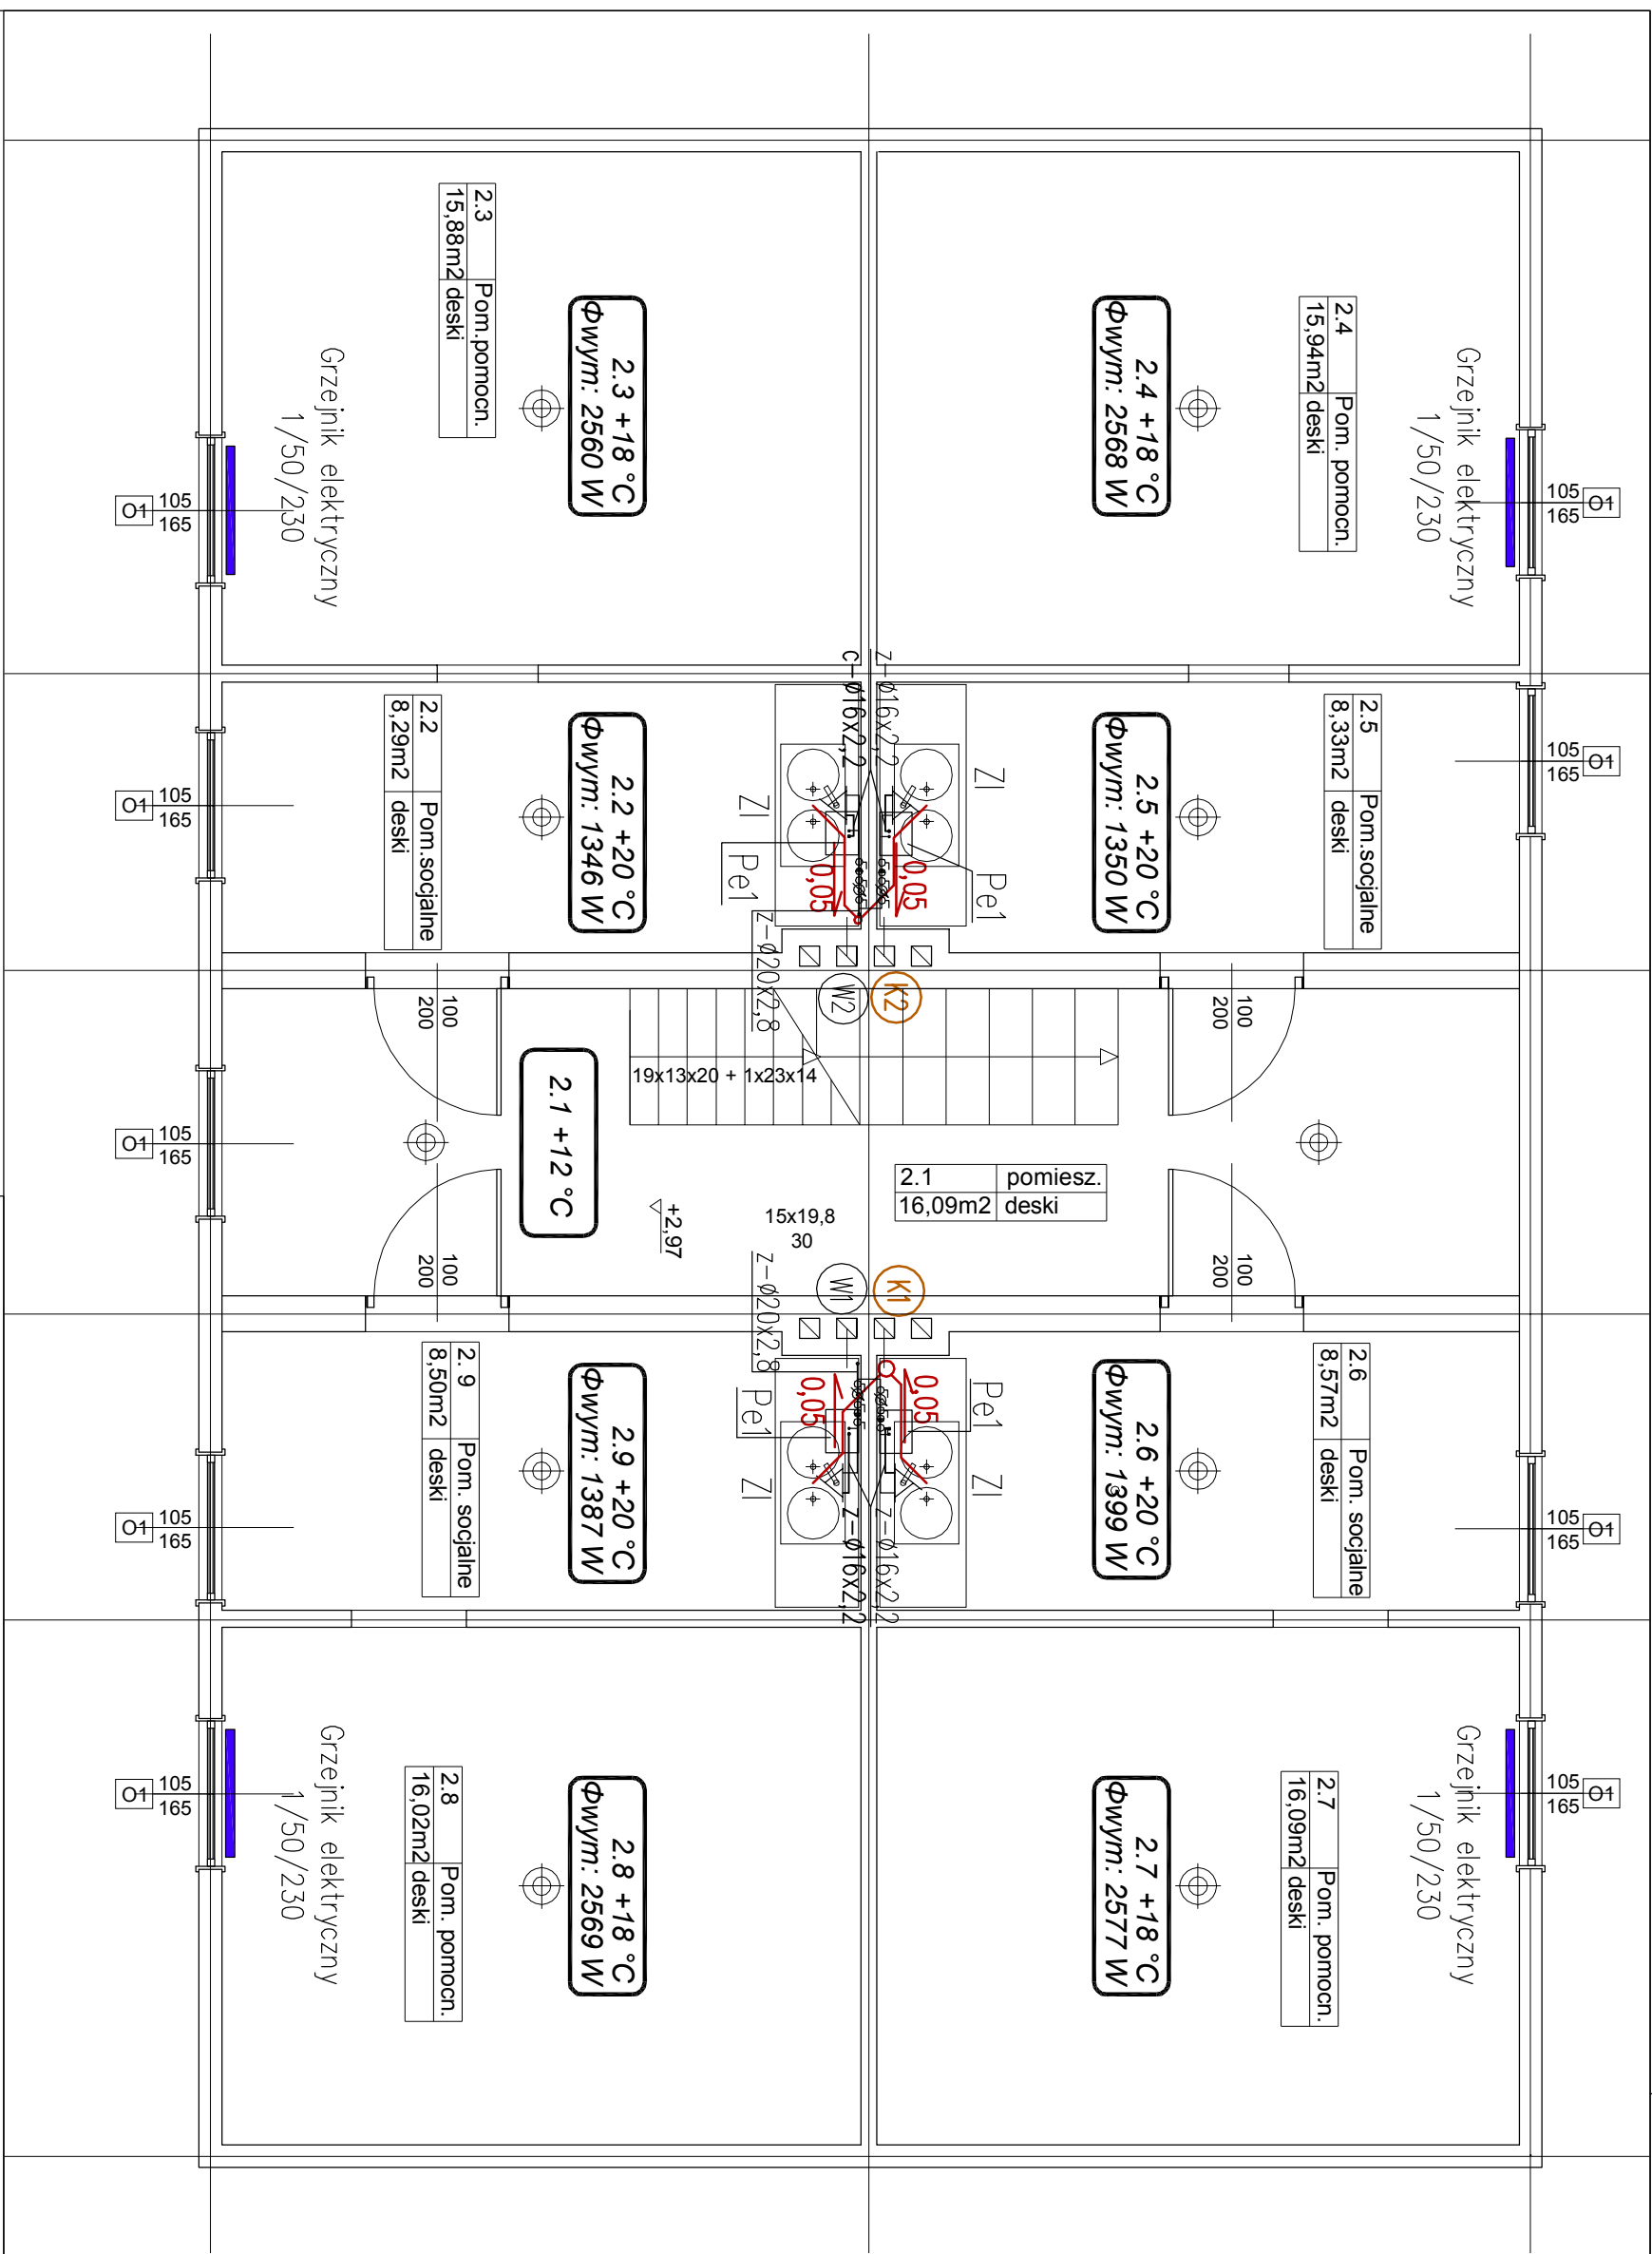 2.3 Pom.pomocn.
15,88m2 deski
2.3 +18 °C
Φwym: 2560 W
Grzejnik elektryczny
1/50/230
O1 105
165
2.4 Pom. pomocn.
15,94m2 deski
2.4 +18 °C
Φwym: 2568 W
Grzejnik elektryczny
1/50/230
105 O1
165
2.2 Pom.socjalne
8,29m2 deski
2.2 +20 °C
Φwym: 1346 W
O1 105
165
2.5 Pom.socjalne
8,33m2 deski
2.5 +20 °C
Φwym: 1350 W
105 O1
165
z-ø16x2,2
c-ø16x2,2
Zl
Zl
Pe1
Pe1
0,05
0,05
z-ø20x2,8
W2
K2
100
200
100
200
19x13x20 + 1x23x14
2.1 +12 °C
O1 105
165
2.1 pomiesz.
16,09m2 deski
+2,97
15x19,8
30
100
200
100
200
W1
K1
z-ø20x2,8
0,05
0,05
Pe1
Pe1
Zl
Zl
z-ø16x2,2
z-ø16x2,2
2. 9 Pom. socjalne
8,50m2 deski
2.9 +20 °C
Φwym: 1387 W
O1 105
165
2.6 Pom. socjalne
8,57m2 deski
2.6 +20 °C
Φwym: 1399 W
105 O1
165
Grzejnik elektryczny
1/50/230
2.8 Pom. pomocn.
16,02m2 deski
2.8 +18 °C
Φwym: 2569 W
O1 105
165
Grzejnik elektryczny
1/50/230
2.7 Pom. pomocn.
16,09m2 deski
2.7 +18 °C
Φwym: 2577 W
105 O1
165